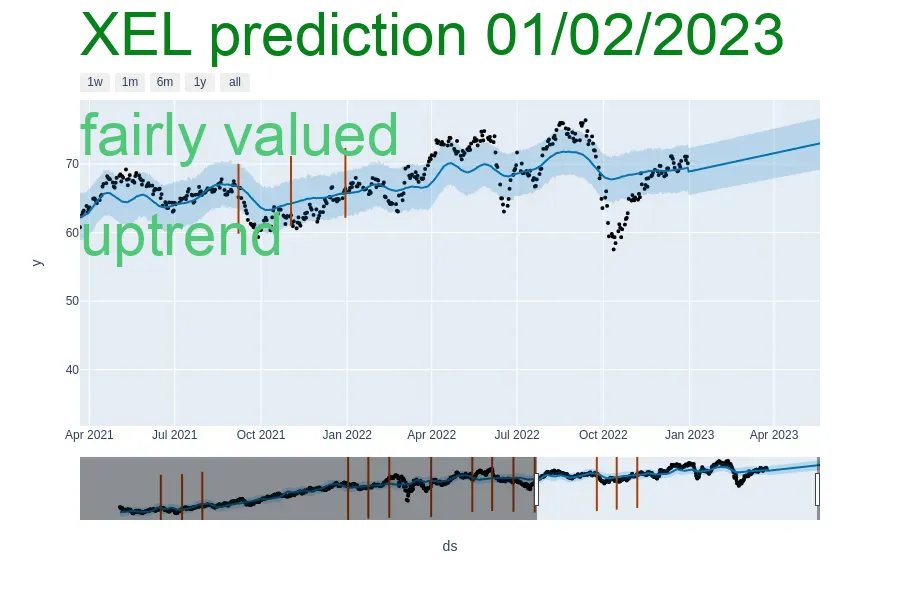 XEL prediction 01/02/2023
1w 1m 6m 1y all
fairly valued
70
uptrend
60
y
50
40
Apr 2021 Jul 2021 Oct 2021 Jan 2022 Apr 2022 Jul 2022 Oct 2022 Jan 2023 Apr 2023
ds